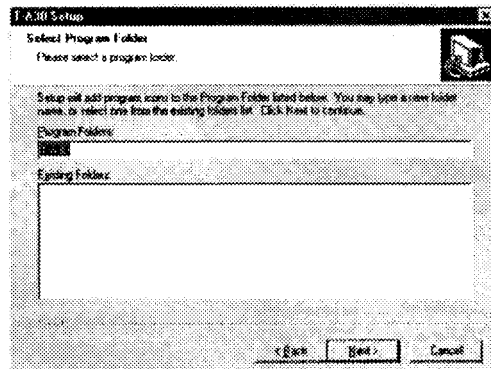 Setup
Select Program Folder
Please select a program folder.
Setup will add program icons to the Program Folder listed below. You may type a new folder
name, or select one from the existing folders list. Click Next to continue.
Program Folders:
Existing Folders:
< Back
Next >
Cancel